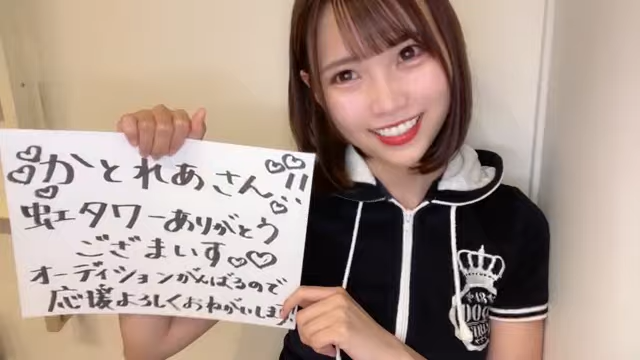 かとれあさん!!
虹タワーありがとう
ござまいす
オーディションがんばるので
応援よろしくおねがいします